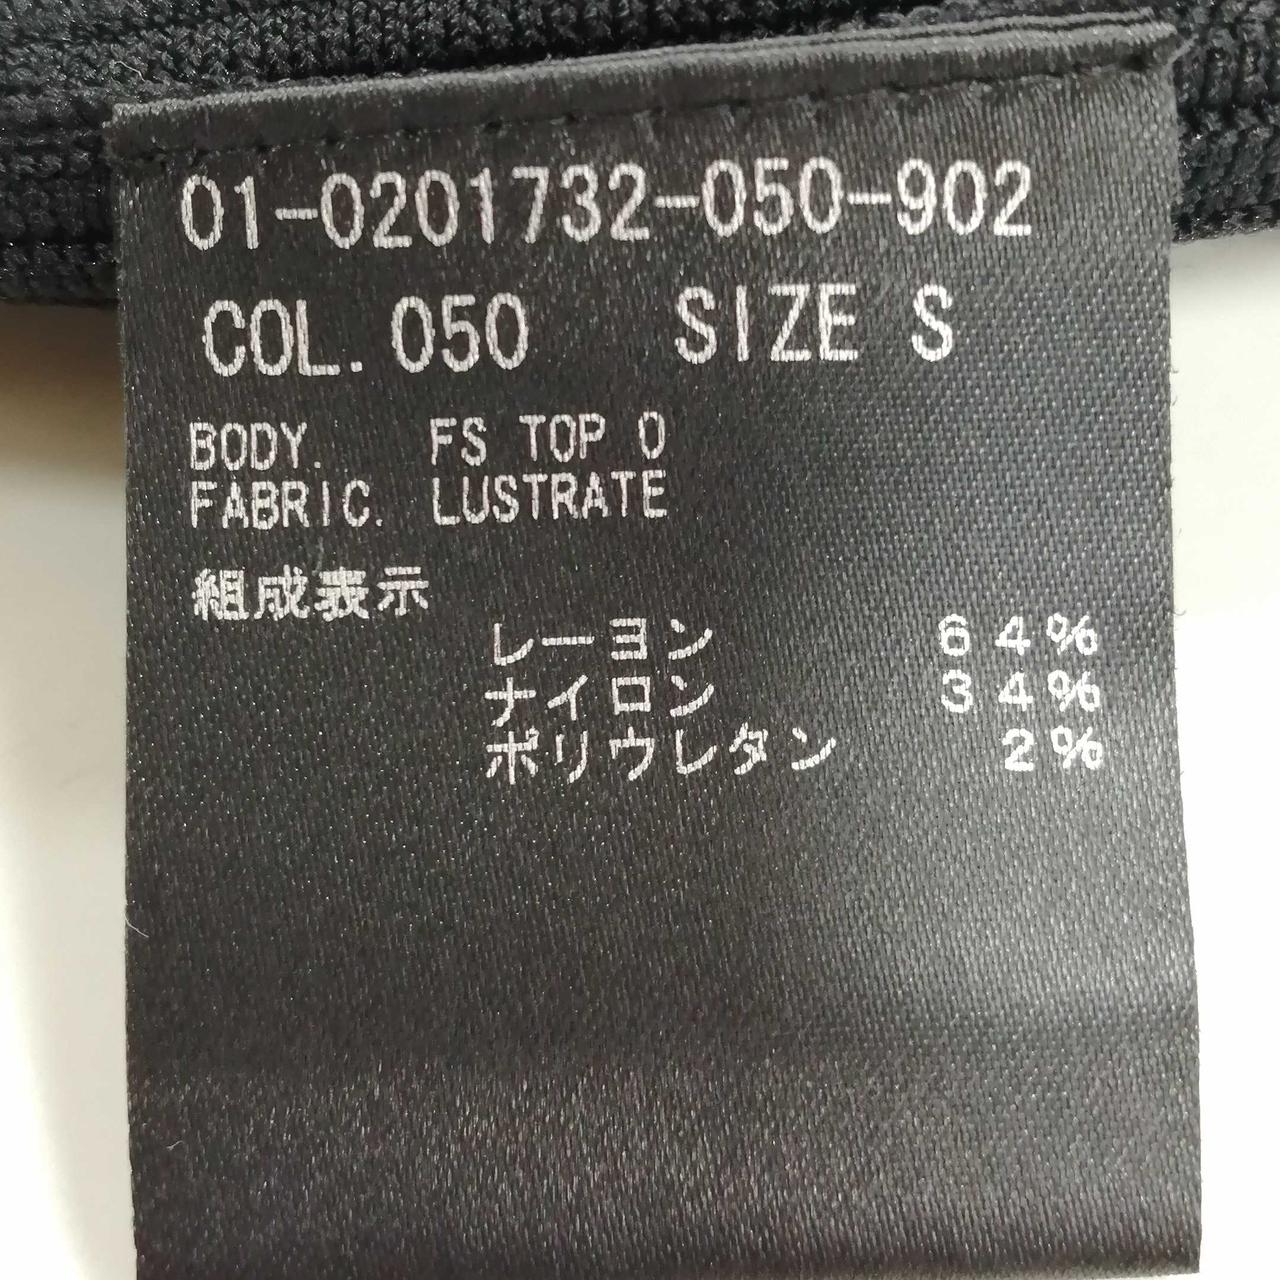 01-0201732-050-902
COL. 050 SIZE S
BODY. FS TOP O
FABRIC. LUSTRATE
組成表示
レーヨン 64%
ナイロン 34%
ポリウレタン 2%